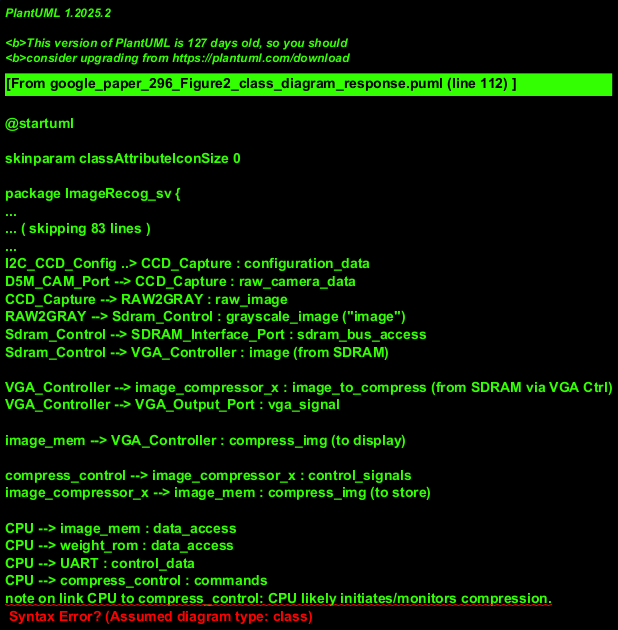 PlantUML 1.2025.2
<b>This version of PlantUML is 127 days old, so you should
<b>consider upgrading from https://plantuml.com/download
[From google_paper_296_Figure2_class_diagram_response.puml (line 112) ]
@startuml
skinparam classAttributeIconSize 0
package ImageRecog_sv {
...
... ( skipping 83 lines )
...
I2C_CCD_Config ..> CCD_Capture : configuration_data
D5M_CAM_Port --> CCD_Capture : raw_camera_data
CCD_Capture --> RAW2GRAY : raw_image
RAW2GRAY --> Sdram_Control : grayscale_image ("image")
Sdram_Control --> SDRAM_Interface_Port : sdram_bus_access
Sdram_Control --> VGA_Controller : image (from SDRAM)
VGA_Controller --> image_compressor_x : image_to_compress (from SDRAM via VGA Ctrl)
VGA_Controller --> VGA_Output_Port : vga_signal
image_mem --> VGA_Controller : compress_img (to display)
compress_control --> image_compressor_x : control_signals
image_compressor_x --> image_mem : compress_img (to store)
CPU --> image_mem : data_access
CPU --> weight_rom : data_access
CPU --> UART : control_data
CPU --> compress_control : commands
note on link CPU to compress_control: CPU likely initiates/monitors compression.
Syntax Error? (Assumed diagram type: class)